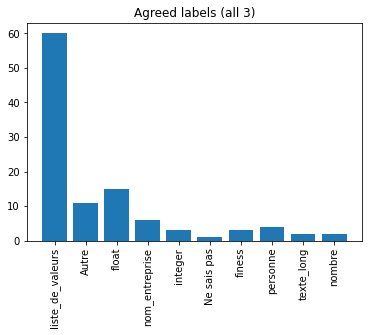 Agreed labels (all 3)
60
50
40
30
20
10
0
liste_de_valeurs
Autre
float
nom_entreprise
integer
Ne sais pas
finess
personne
texte_long
nombre